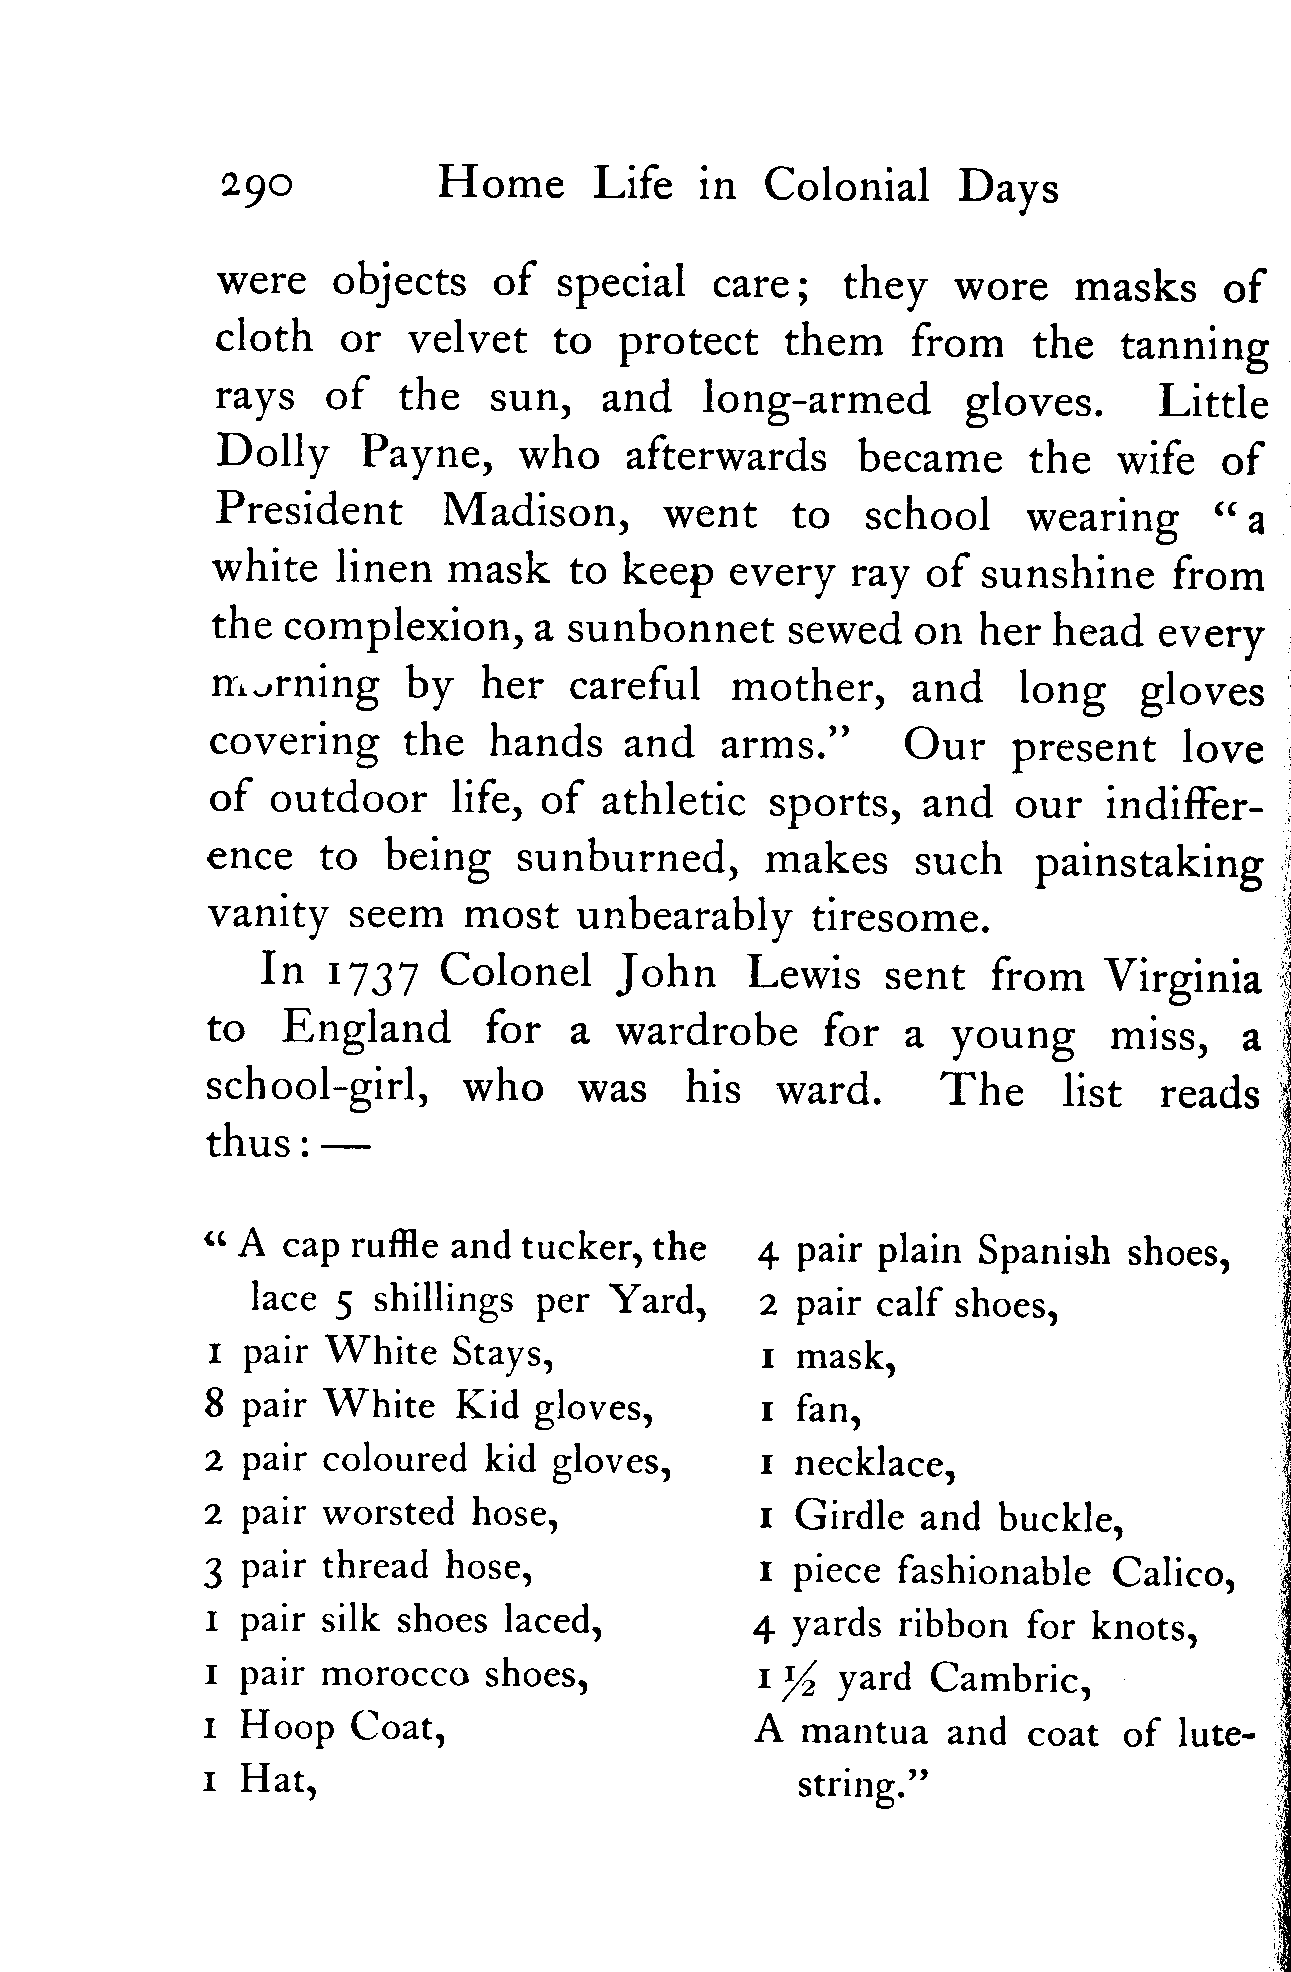 290 Home Life in Colonial Days
were objects of special care; they wore masks of
cloth or velvet to protect them from the tanning
rays of the sun, and long-armed gloves. Little
Dolly Payne, who afterwards became the wife of
President Madison, went to school wearing “a
white linen mask to keep every ray of sunshine from
the complexion, a sunbonnet sewed on her head every
morning by her careful mother, and long gloves
covering the hands and arms.” Our present love
of outdoor life, of athletic sports, and our indiffer-
ence to being sunburned, makes such painstaking
vanity seem most unbearably tiresome.
In 1737 Colonel John Lewis sent from Virginia
to England for a wardrobe for a young miss, a
school-girl, who was his ward. The list reads
thus: —
“A cap ruffle and tucker, the
lace 5 shillings per Yard,
1 pair White Stays,
8 pair White Kid gloves,
2 pair coloured kid gloves,
2 pair worsted hose,
3 pair thread hose,
1 pair silk shoes laced,
1 pair morocco shoes,
1 Hoop Coat,
1 Hat,
4 pair plain Spanish shoes,
2 pair calf shoes,
1 mask,
1 fan,
1 necklace,
1 Girdle and buckle,
1 piece fashionable Calico,
4 yards ribbon for knots,
1 ½ yard Cambric,
A mantua and coat of lute-
string.”